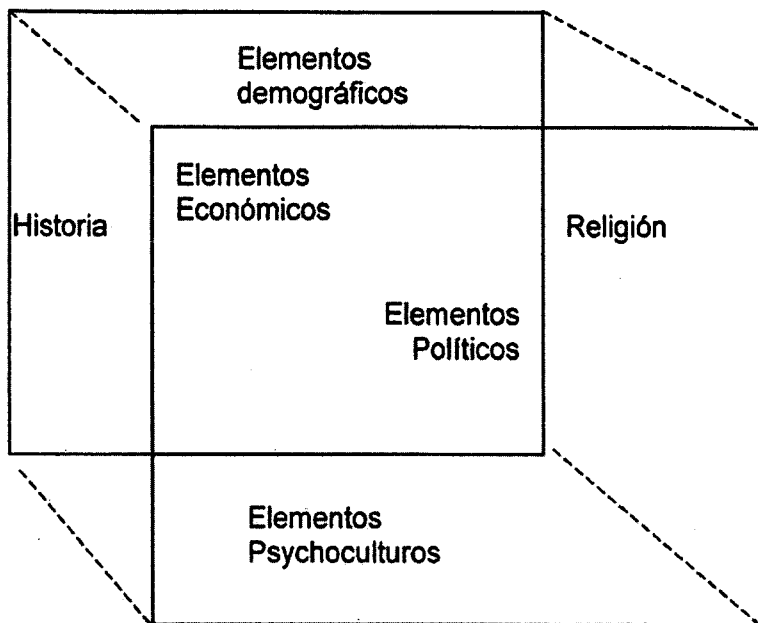 Elementos
demográficos
Elementos
Económicos
Historia
Religión
Elementos
Políticos
Elementos
Psychoculturos